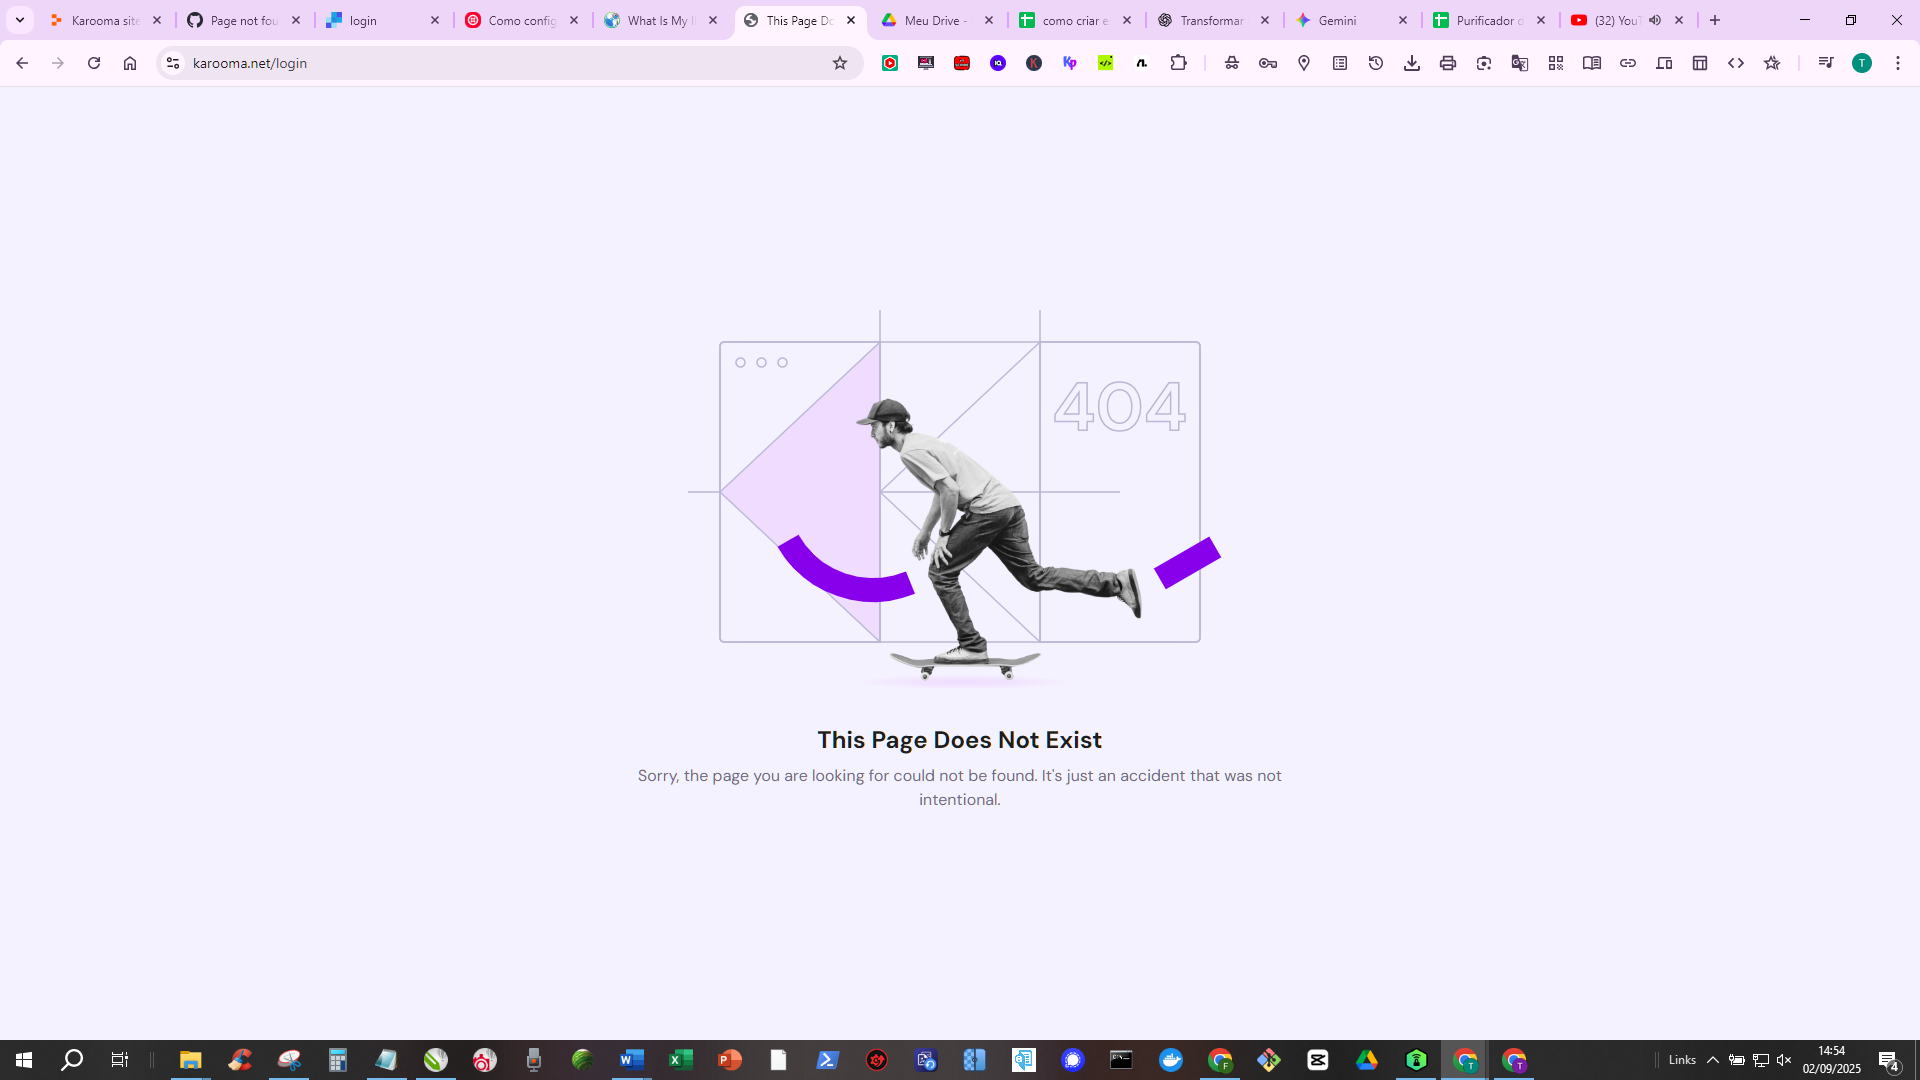 Karooma site
Page not fou
login
Como config
What Is My I
This Page Do
Meu Drive -
como criar e
Transformar
Gemini
Purificador d
(32) YouT
karooma.net/login
T
404
This Page Does Not Exist
Sorry, the page you are looking for could not be found. It's just an accident that was not
intentional.
Links
14:54
02/09/2025
4